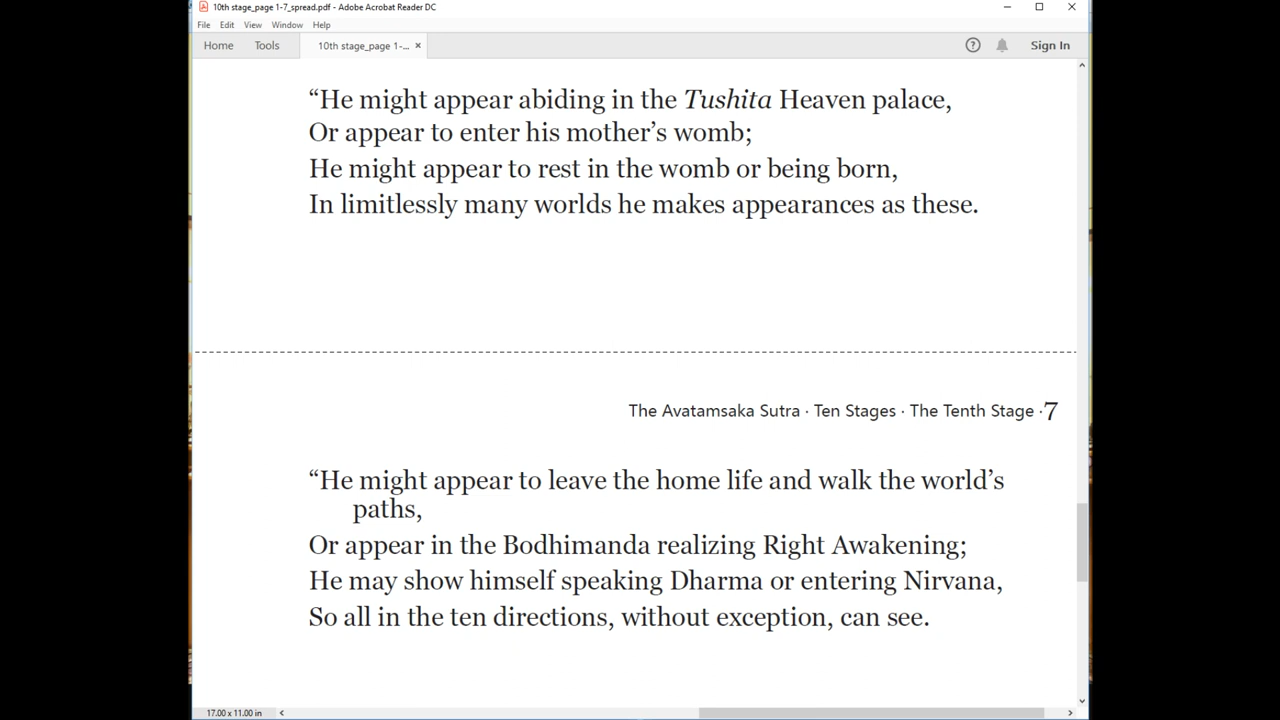 10th stage_page 1-7_spread.pdf - Adobe Acrobat Reader DC
File Edit View Window Help
Home Tools 10th stage_page 1-... × Sign In
“He might appear abiding in the Tushita Heaven palace,
Or appear to enter his mother’s womb;
He might appear to rest in the womb or being born,
In limitlessly many worlds he makes appearances as these.
The Avatamsaka Sutra · Ten Stages · The Tenth Stage ·7
“He might appear to leave the home life and walk the world’s
paths,
Or appear in the Bodhimanda realizing Right Awakening;
He may show himself speaking Dharma or entering Nirvana,
So all in the ten directions, without exception, can see.
17.00 x 11.00 in